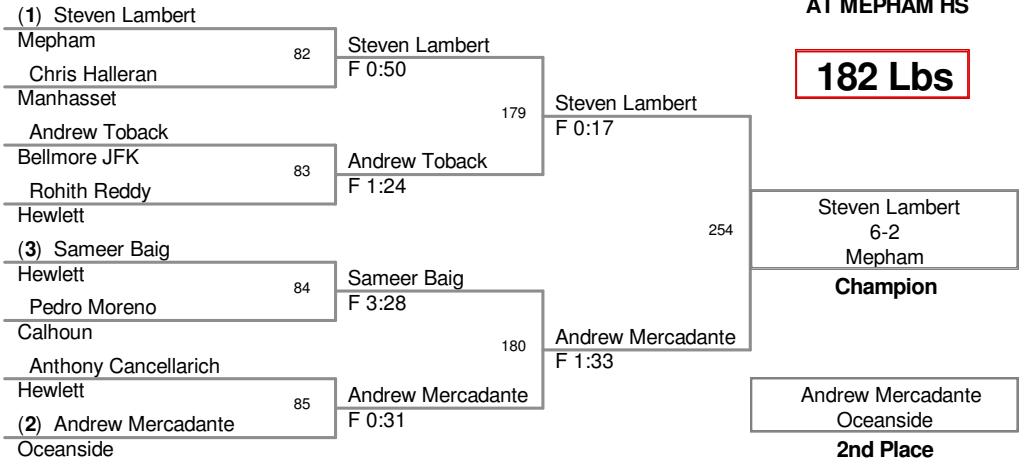 AT MEPHAM HS
182 Lbs
(1) Steven Lambert
Mepham
82
Chris Halleran
Manhasset
Steven Lambert
F 0:50
Andrew Toback
Bellmore JFK
83
Rohith Reddy
Hewlett
Andrew Toback
F 1:24
179
Steven Lambert
F 0:17
(3) Sameer Baig
Hewlett
84
Pedro Moreno
Calhoun
Sameer Baig
F 3:28
Anthony Cancellarich
Hewlett
85
(2) Andrew Mercadante
Oceanside
Andrew Mercadante
F 0:31
180
Andrew Mercadante
F 1:33
254
Steven Lambert
6-2
Mepham
Champion
Andrew Mercadante
Oceanside
2nd Place